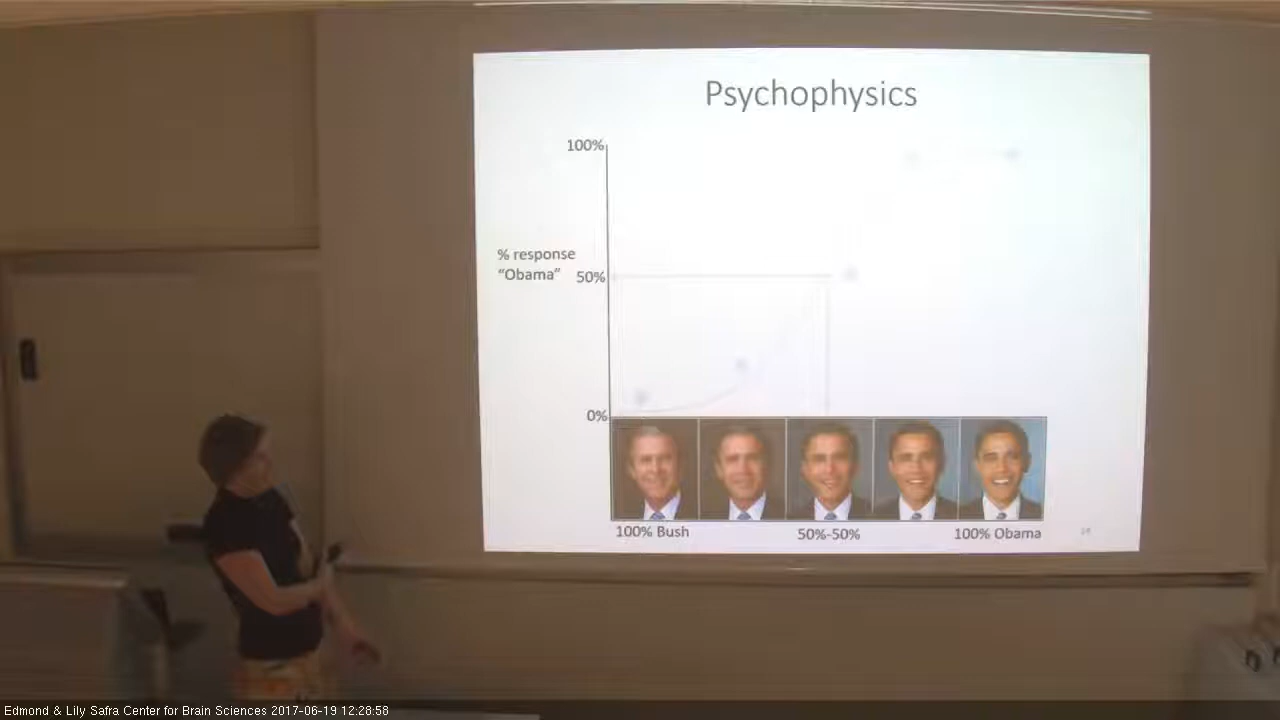 Psychophysics
100%
% response
“Obama”
50%
0%
100% Bush
50%-50%
100% Obama
Edmond & Lily Safra Center for Brain Sciences 2017-06-19 12:28:58